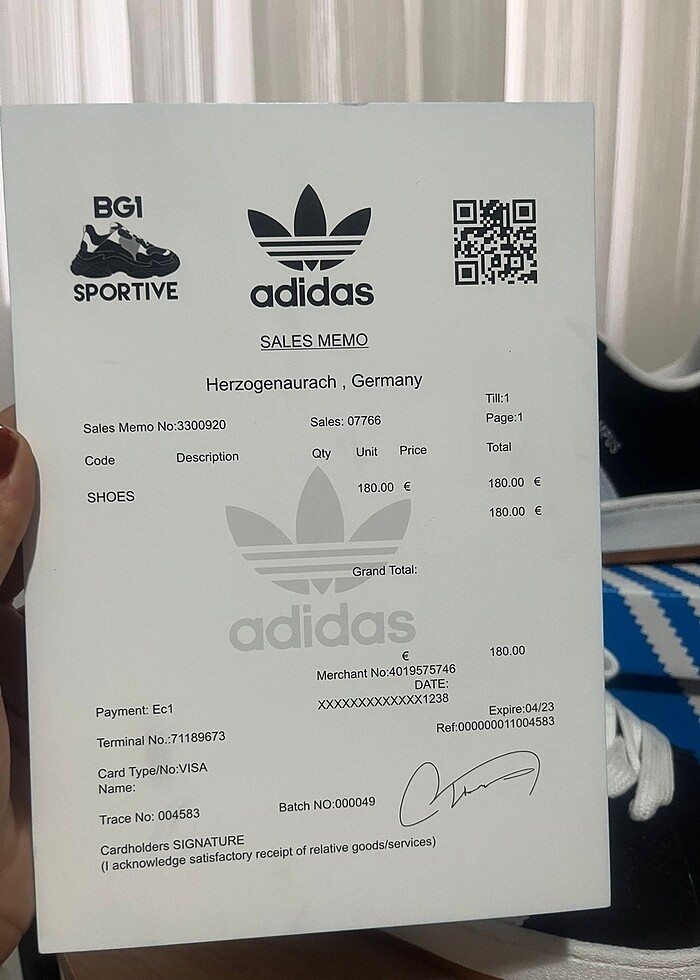 BG1
SPORTIVE
adidas
SALES MEMO
Herzogenaurach , Germany
Till:1
Sales Memo No:3300920 Sales: 07766 Page:1
Code Description Qty Unit Price Total
SHOES 180.00 € 180.00 €
180.00 €
Grand Total:
adidas
€ 180.00
Merchant No:4019575746
DATE:
Payment: Ec1 XXXXXXXXXXXXX1238 Expire:04/23
Terminal No.:71189673 Ref:000000011004583
Card Type/No:VISA
Name:
Trace No: 004583 Batch NO:000049
Cardholders SIGNATURE
(I acknowledge satisfactory receipt of relative goods/services)